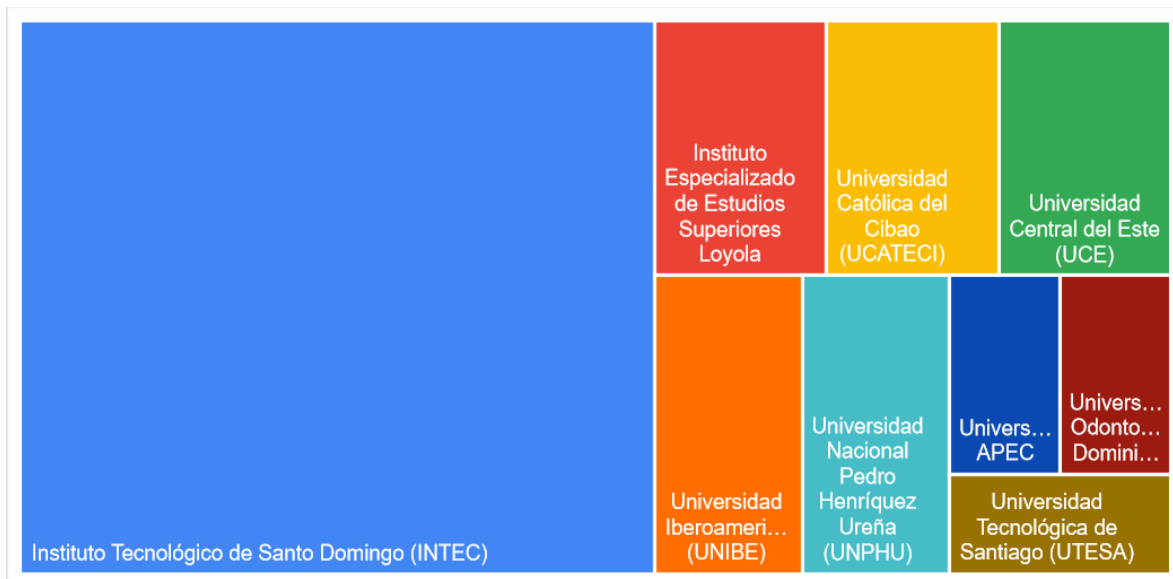 Instituto Tecnológico de Santo Domingo (INTEC)
Instituto
Especializado
de Estudios
Superiores
Loyola
Universidad
Católica del
Cibao
(UCATECI)
Universidad
Central del Este
(UCE)
Universidad
Iberoameri…
(UNIBE)
Universidad
Nacional
Pedro
Henríquez
Ureña
(UNPHU)
Univers…
APEC
Univers…
Odonto…
Domini…
Universidad
Tecnológica de
Santiago (UTESA)